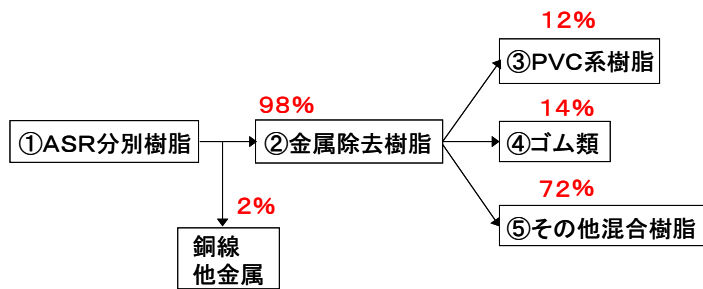 12%
③PVC系樹脂
98%
14%
①ASR分別樹脂
②金属除去樹脂
④ゴム類
2%
72%
⑤その他混合樹脂
銅線
他金属